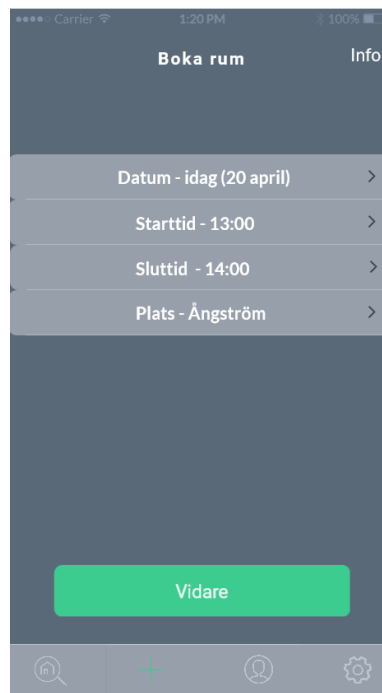 Carrier 1:20 PM 100%
Boka rum Info
Datum - idag (20 april)
Starttid - 13:00
Sluttid - 14:00
Plats - Ångström
Vidare